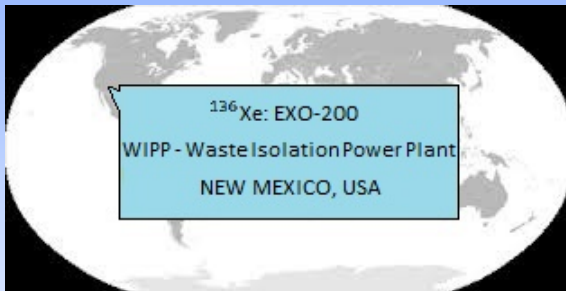 ¹³⁶Xe: EXO-200
WIPP - Waste Isolation Power Plant
NEW MEXICO, USA